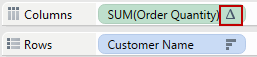 Columns SUM(Order Quantity) Δ
Rows Customer Name